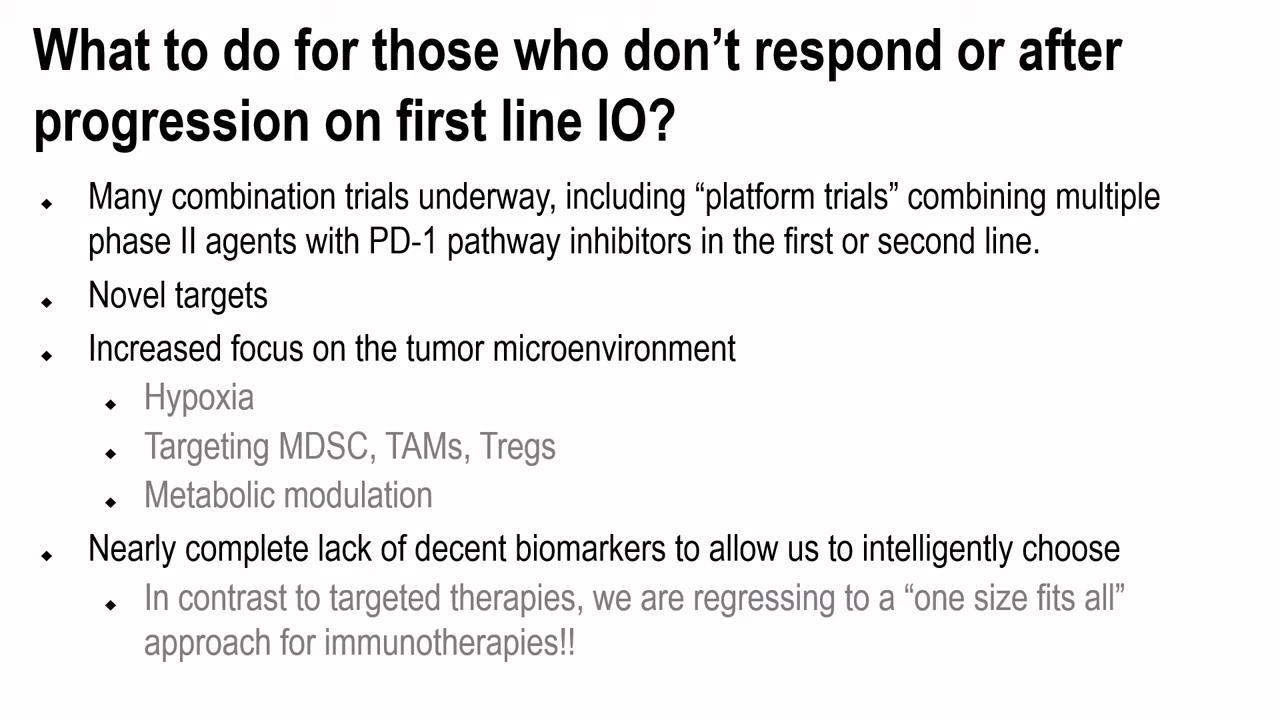 What to do for those who don’t respond or after
progression on first line IO?
Many combination trials underway, including “platform trials” combining multiple
phase II agents with PD-1 pathway inhibitors in the first or second line.
Novel targets
Increased focus on the tumor microenvironment
Hypoxia
Targeting MDSC, TAMs, Tregs
Metabolic modulation
Nearly complete lack of decent biomarkers to allow us to intelligently choose
In contrast to targeted therapies, we are regressing to a “one size fits all”
approach for immunotherapies!!